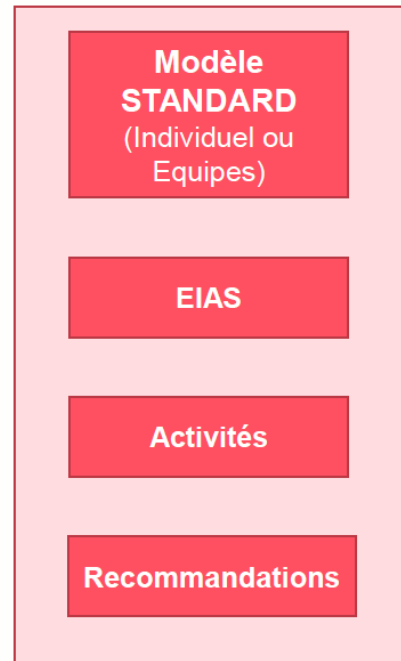 Modèle
STANDARD
(Individuel ou
Equipes)
EIAS
Activités
Recommandations